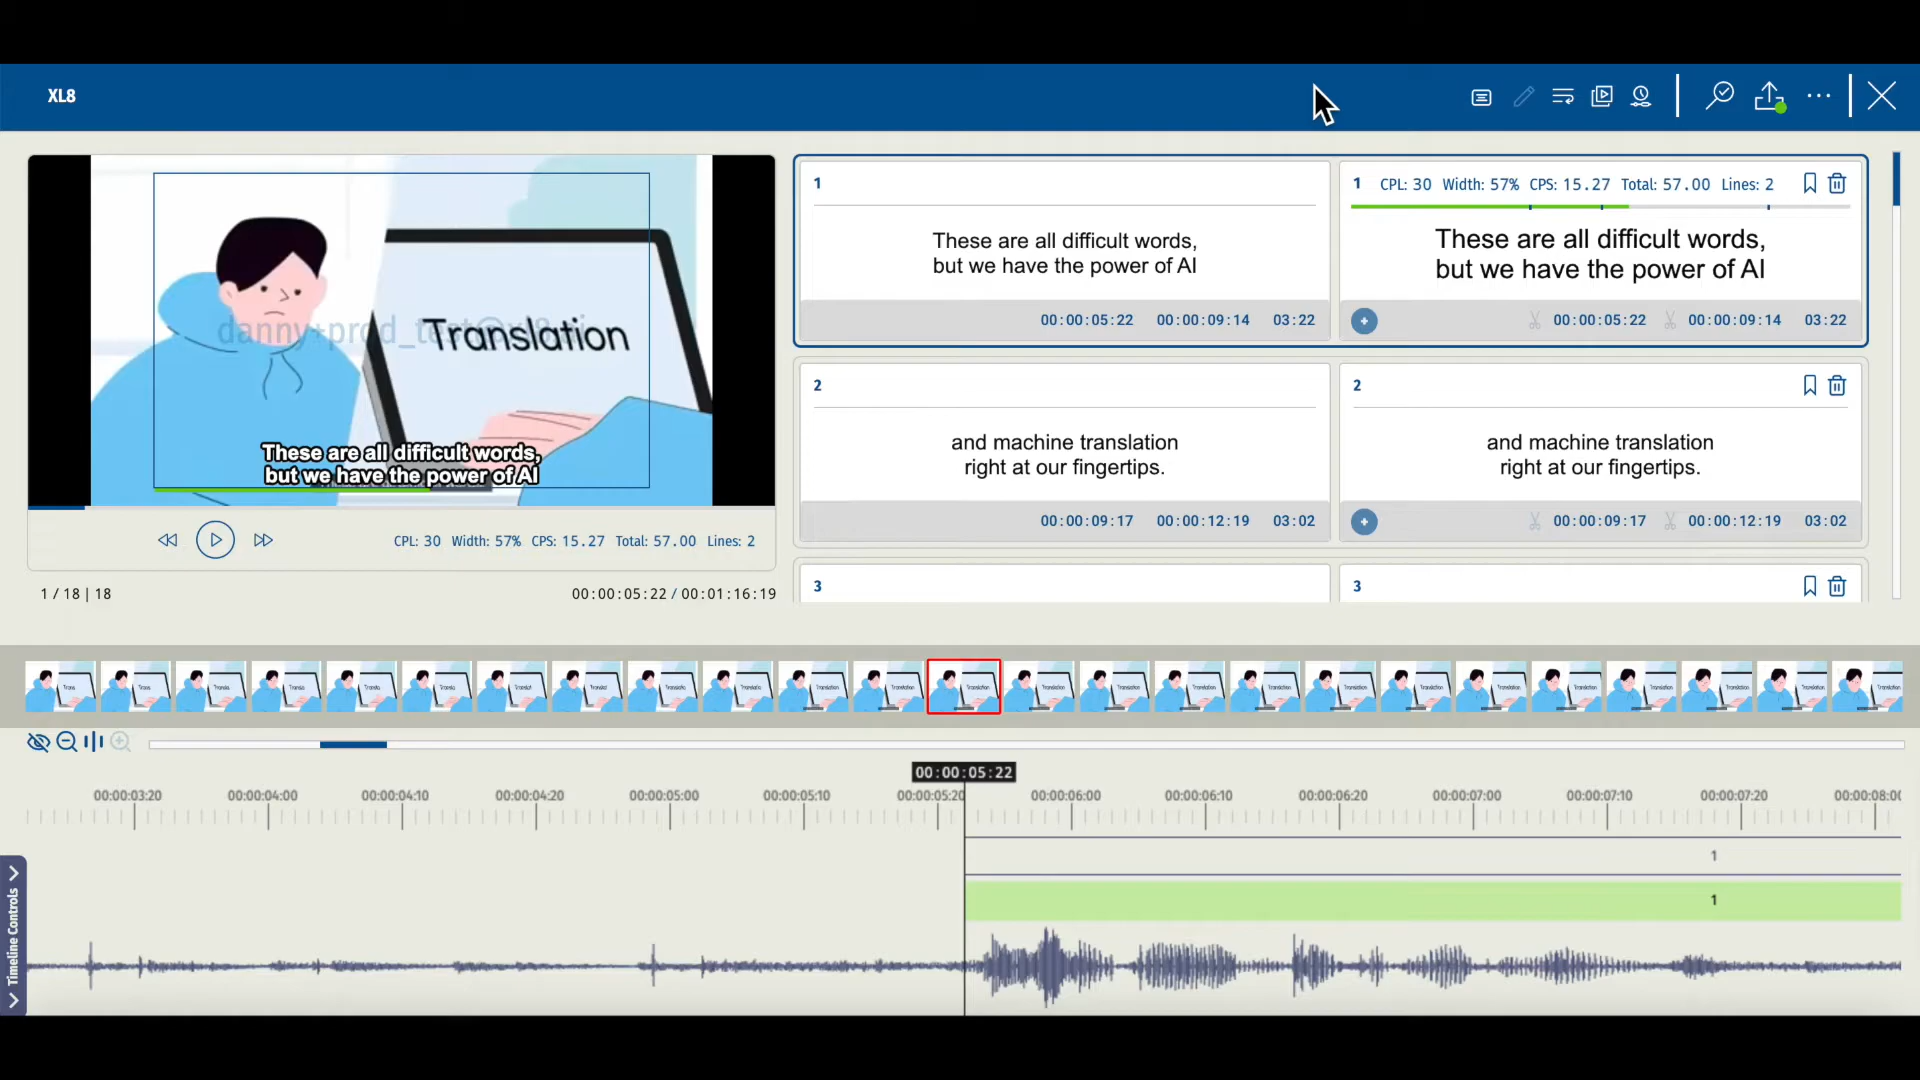 XL8
Translation
These are all difficult words,
but we have the power of AI
CPL: 30 Width: 57% CPS: 15.27 Total: 57.00 Lines: 2
1 / 18 | 18
00:00:05:22 / 00:01:16:19
1
These are all difficult words,
but we have the power of AI
00:00:05:22 00:00:09:14 03:22
1 CPL: 30 Width: 57% CPS: 15.27 Total: 57.00 Lines: 2
These are all difficult words,
but we have the power of AI
00:00:05:22 00:00:09:14 03:22
2
and machine translation
right at our fingertips.
00:00:09:17 00:00:12:19 03:02
2
and machine translation
right at our fingertips.
00:00:09:17 00:00:12:19 03:02
3
3
00:00:05:22
00:00:03:20 00:00:04:00 00:00:04:10 00:00:04:20 00:00:05:00 00:00:05:10 00:00:05:20 00:00:06:00 00:00:06:10 00:00:06:20 00:00:07:00 00:00:07:10 00:00:07:20
1
1
Timeline Controls